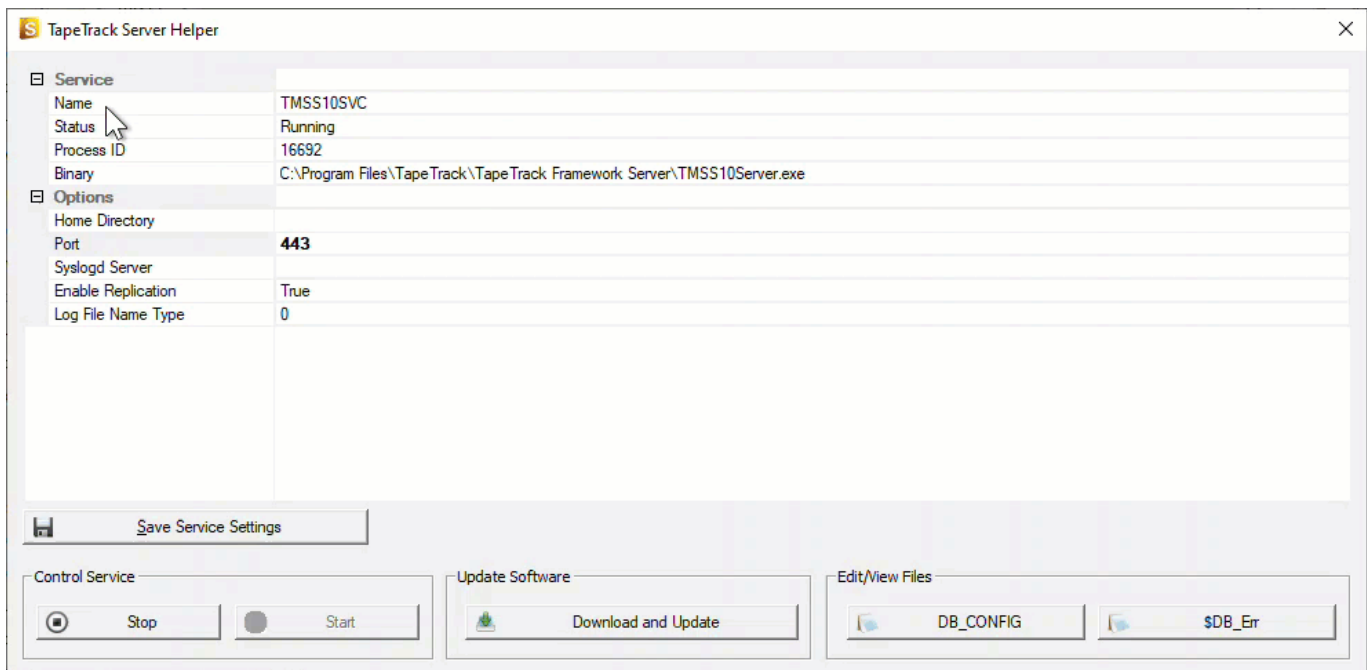 TapeTrack Server Helper
Service
Name TMSS10SVC
Status Running
Process ID 16692
Binary C:\Program Files\TapeTrack\TapeTrack Framework Server\TMSS10Server.exe
Options
Home Directory
Port 443
Syslogd Server
Enable Replication True
Log File Name Type 0
Save Service Settings
Control Service Update Software Edit/View Files
Stop Start Download and Update DB_CONFIG $DB_Err